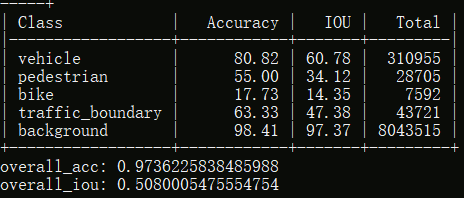 -----+
| Class | Accuracy | IOU | Total |
|------------------+----------+-------+---------|
| vehicle | 80.82 | 60.78 | 310955 |
| pedestrian | 55.00 | 34.12 | 28705 |
| bike | 17.73 | 14.35 | 7592 |
| traffic_boundary | 63.33 | 47.38 | 43721 |
| background | 98.41 | 97.37 | 8043515 |
+------------------+----------+-------+---------+
overall_acc: 0.9736225838485988
overall_iou: 0.5080005475554754